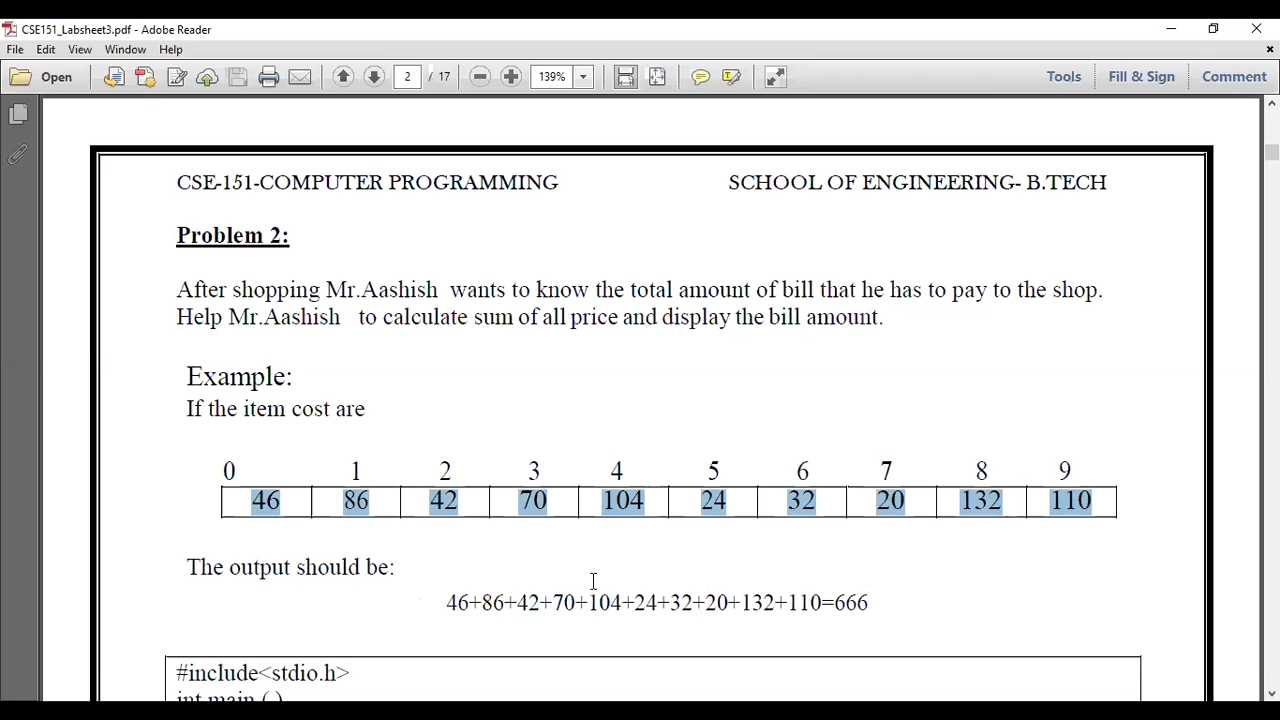 CSE151_Labsheet3.pdf - Adobe Reader
File Edit View Window Help
Open 2 / 17 139% Tools Fill & Sign Comment
CSE-151-COMPUTER PROGRAMMING SCHOOL OF ENGINEERING- B.TECH
Problem 2:
After shopping Mr.Aashish wants to know the total amount of bill that he has to pay to the shop.
Help Mr.Aashish to calculate sum of all price and display the bill amount.
Example:
If the item cost are
0 1 2 3 4 5 6 7 8 9
46 86 42 70 104 24 32 20 132 110
The output should be:
46+86+42+70+104+24+32+20+132+110=666
#include<stdio.h>
int main ( )